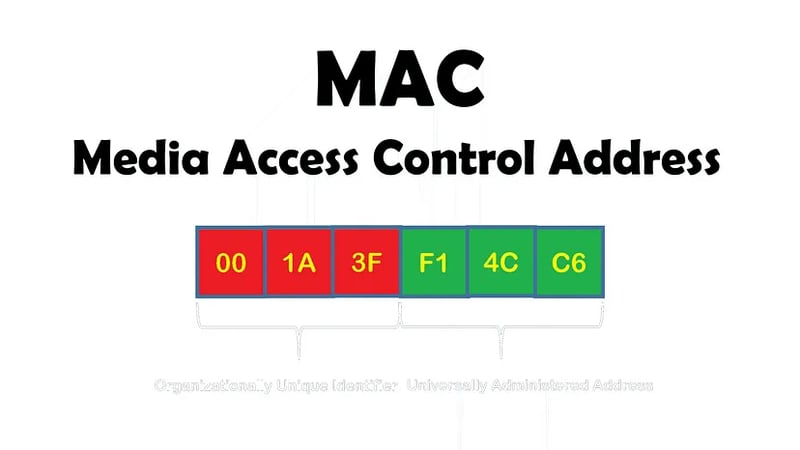 MAC
Media Access Control Address
00 1A 3F F1 4C C6
Organizationally Unique Identifier Universally Administered Address